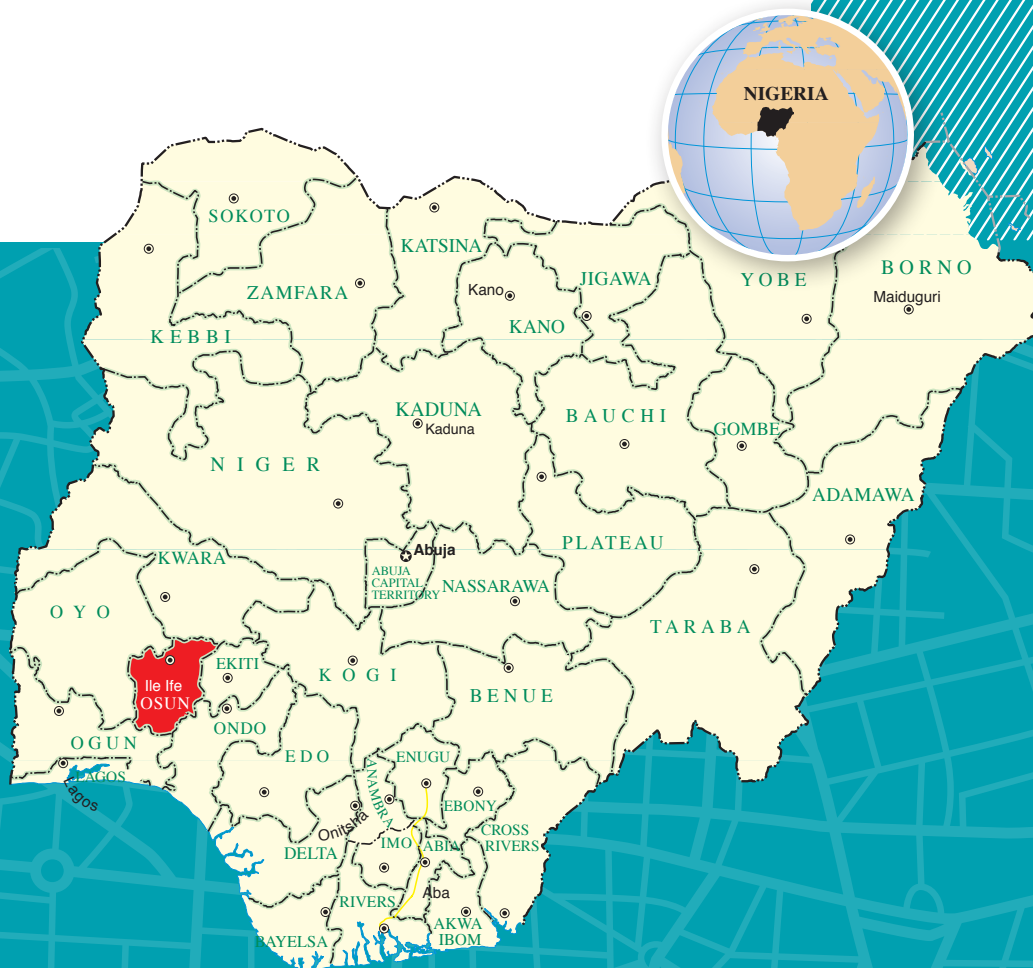 NIGERIA
SOKOTO
KATSINA
ZAMFARA
Kano
JIGAWA
YOBE
BORNO
Maiduguri
KANO
KEBBI
KADUNA
Kaduna
BAUCHI
GOMBE
NIGER
ADAMAWA
Abuja
PLATEAU
KWARA
ABUJA
CAPITAL
TERRITORY
NASSARAWA
OYO
TARABA
EKITI
KOGI
Ile Ife
OSUN
BENUE
ONDO
OGUN
EDO
ENUGU
LAGOS
Lagos
ANAMBRA
EBONY
Onitsha
CROSS
RIVERS
IMO
ABIA
DELTA
Aba
RIVERS
AKWA
IBOM
BAYELSA